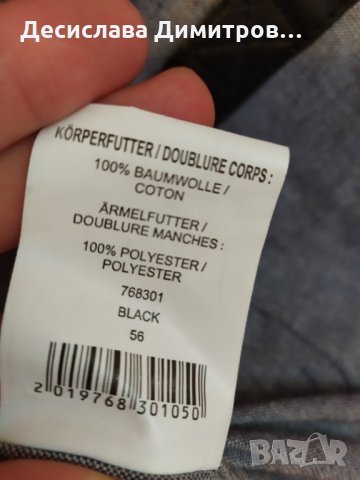 Десислава Димитров...
KÖRPERFUTTER / DOUBLURE CORPS :
100% BAUMWOLLE /
COTON
ÄRMELFUTTER /
DOUBLURE MANCHES :
100% POLYESTER /
POLYESTER
768301
BLACK
56
2 019768 301050
BAZAR